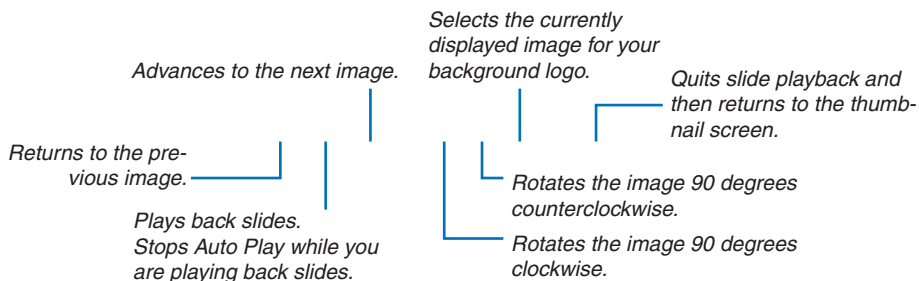 Selects the currently
displayed image for your
background logo.
Advances to the next image.
Quits slide playback and
then returns to the thumb-
nail screen.
Returns to the pre-
vious image.
Plays back slides.
Stops Auto Play while you
are playing back slides.
Rotates the image 90 degrees
counterclockwise.
Rotates the image 90 degrees
clockwise.